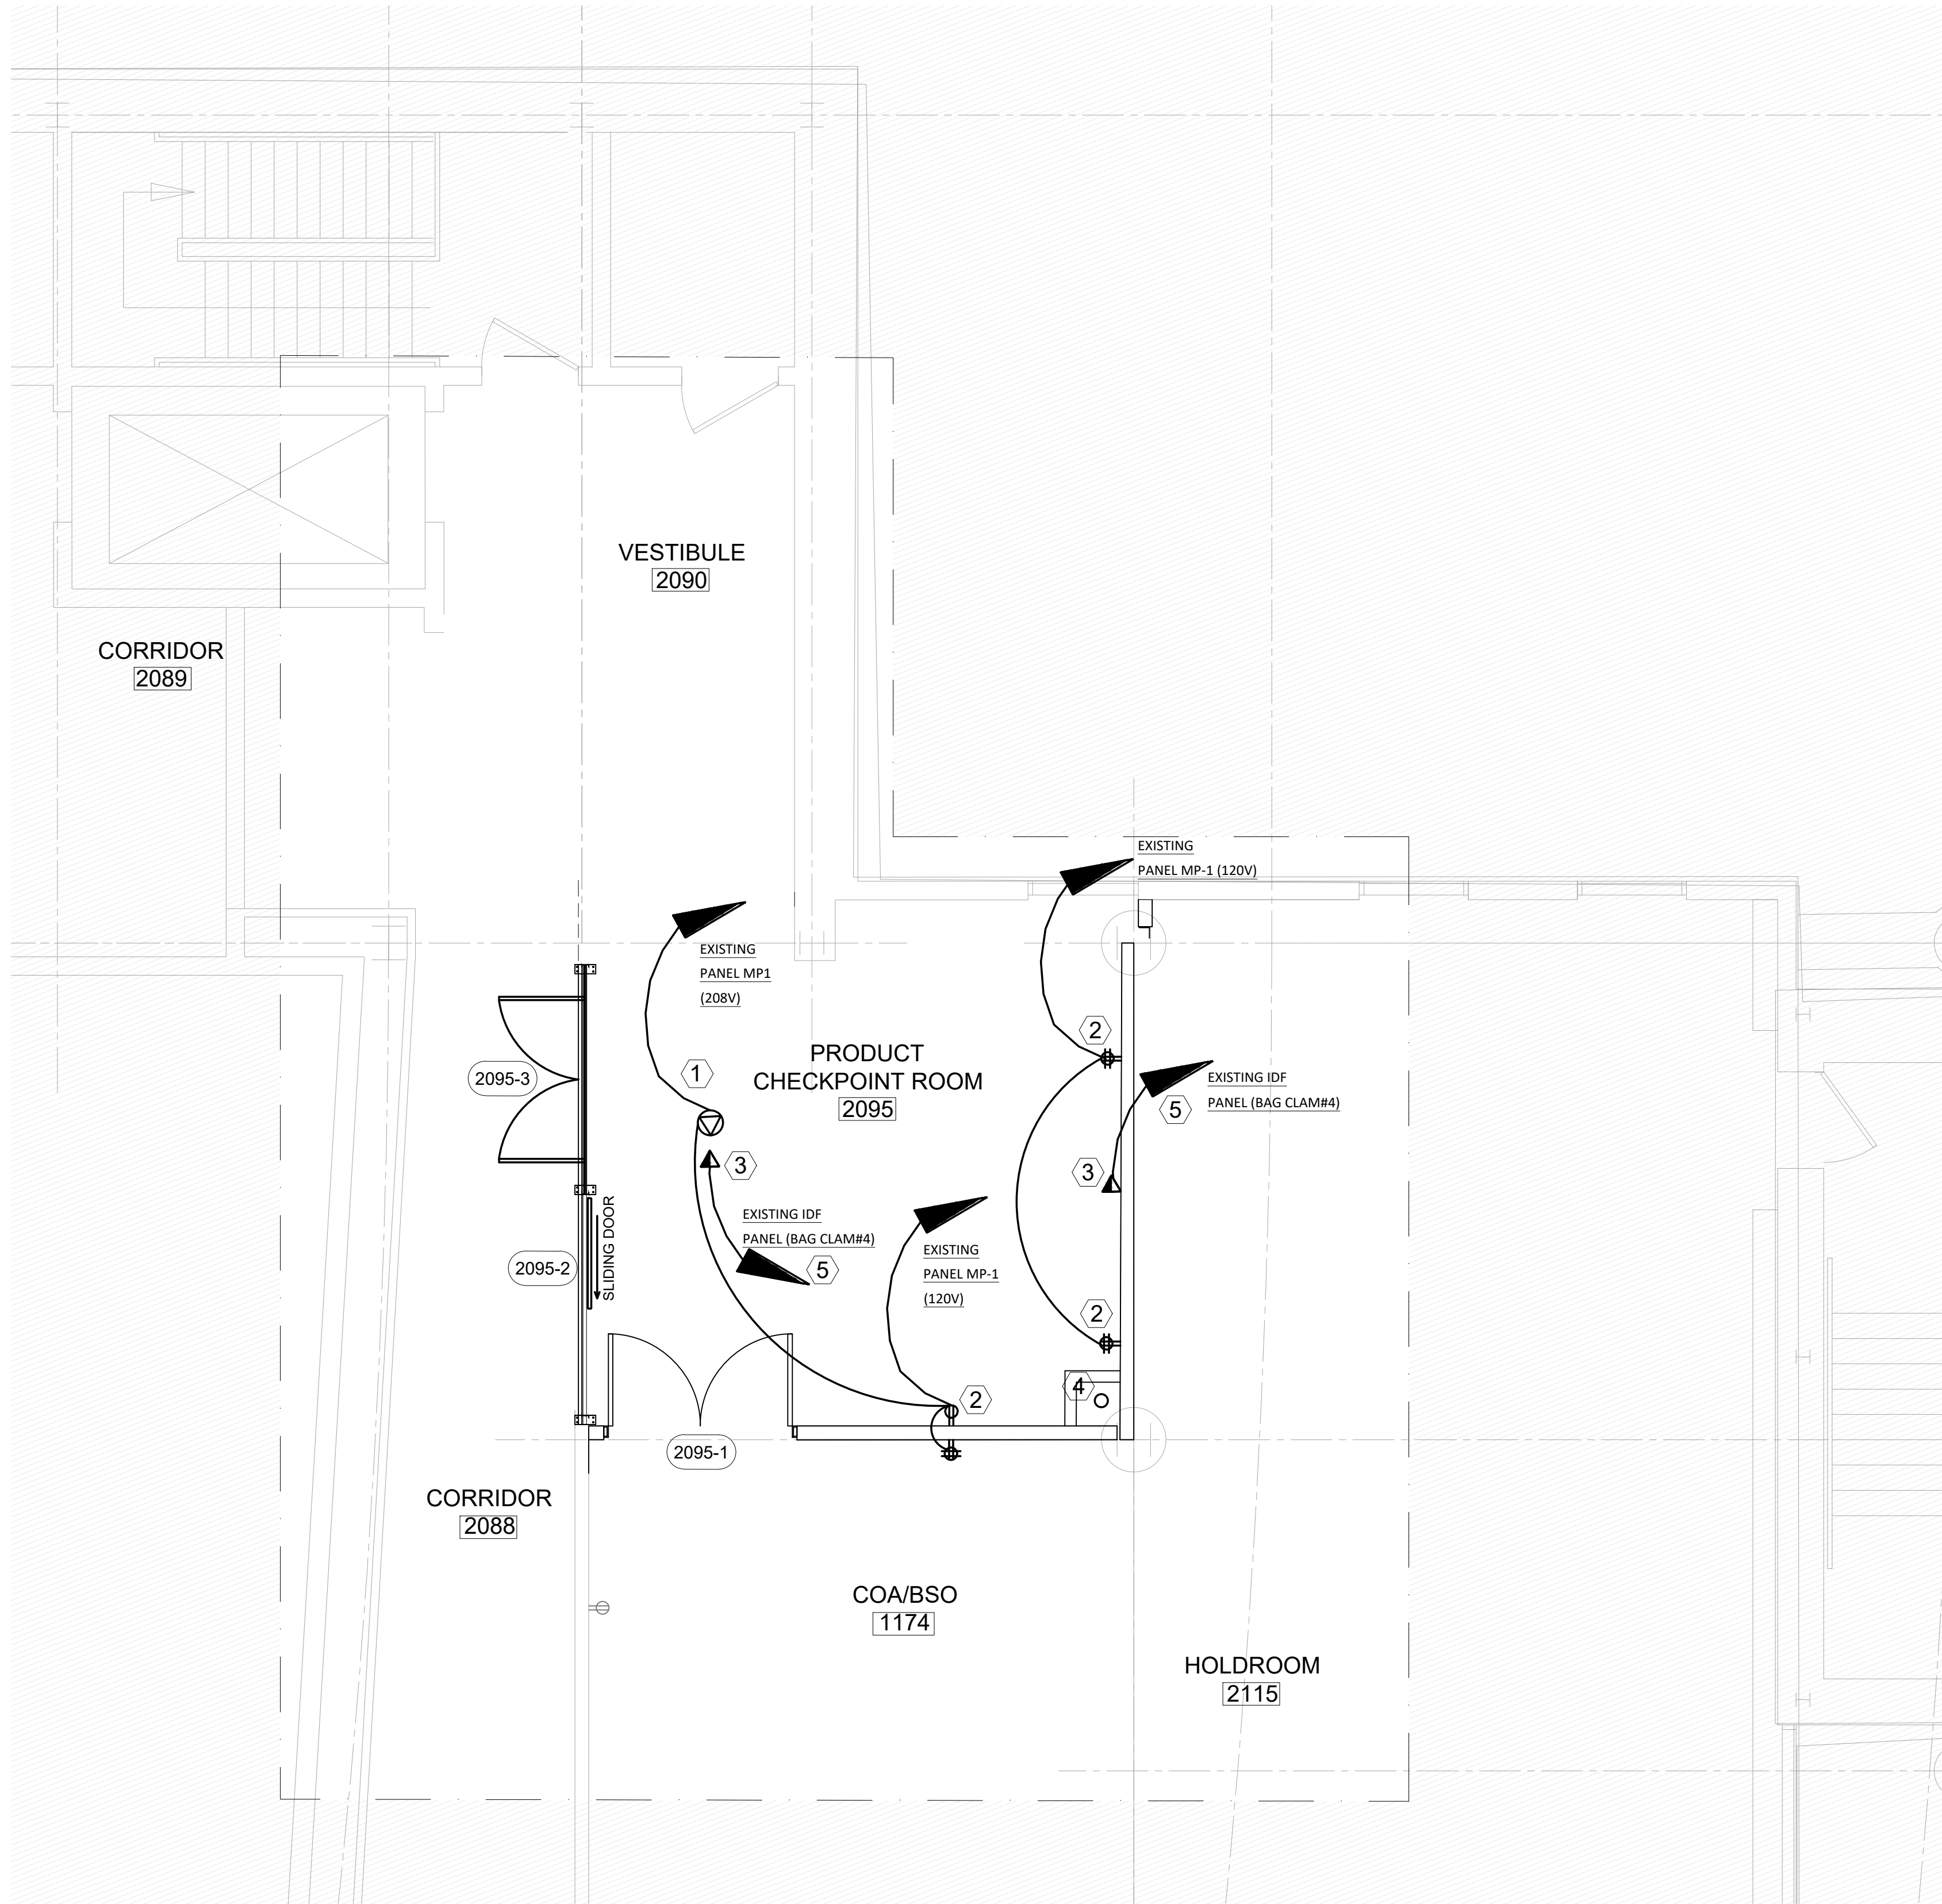 VESTIBULE
2090
CORRIDOR
2089
EXISTING
PANEL MP-1 (120V)
EXISTING
PANEL MP1
(208V)
2
1
PRODUCT
CHECKPOINT ROOM
2095
2095-3
EXISTING IDF
PANEL (BAG CLAM#4)
5
3
3
SLIDING DOOR
2095-2
EXISTING IDF
PANEL (BAG CLAM#4)
5
EXISTING
PANEL MP-1
(120V)
2
4
2
2095-1
CORRIDOR
2088
COA/BSO
1174
HOLDROOM
2115